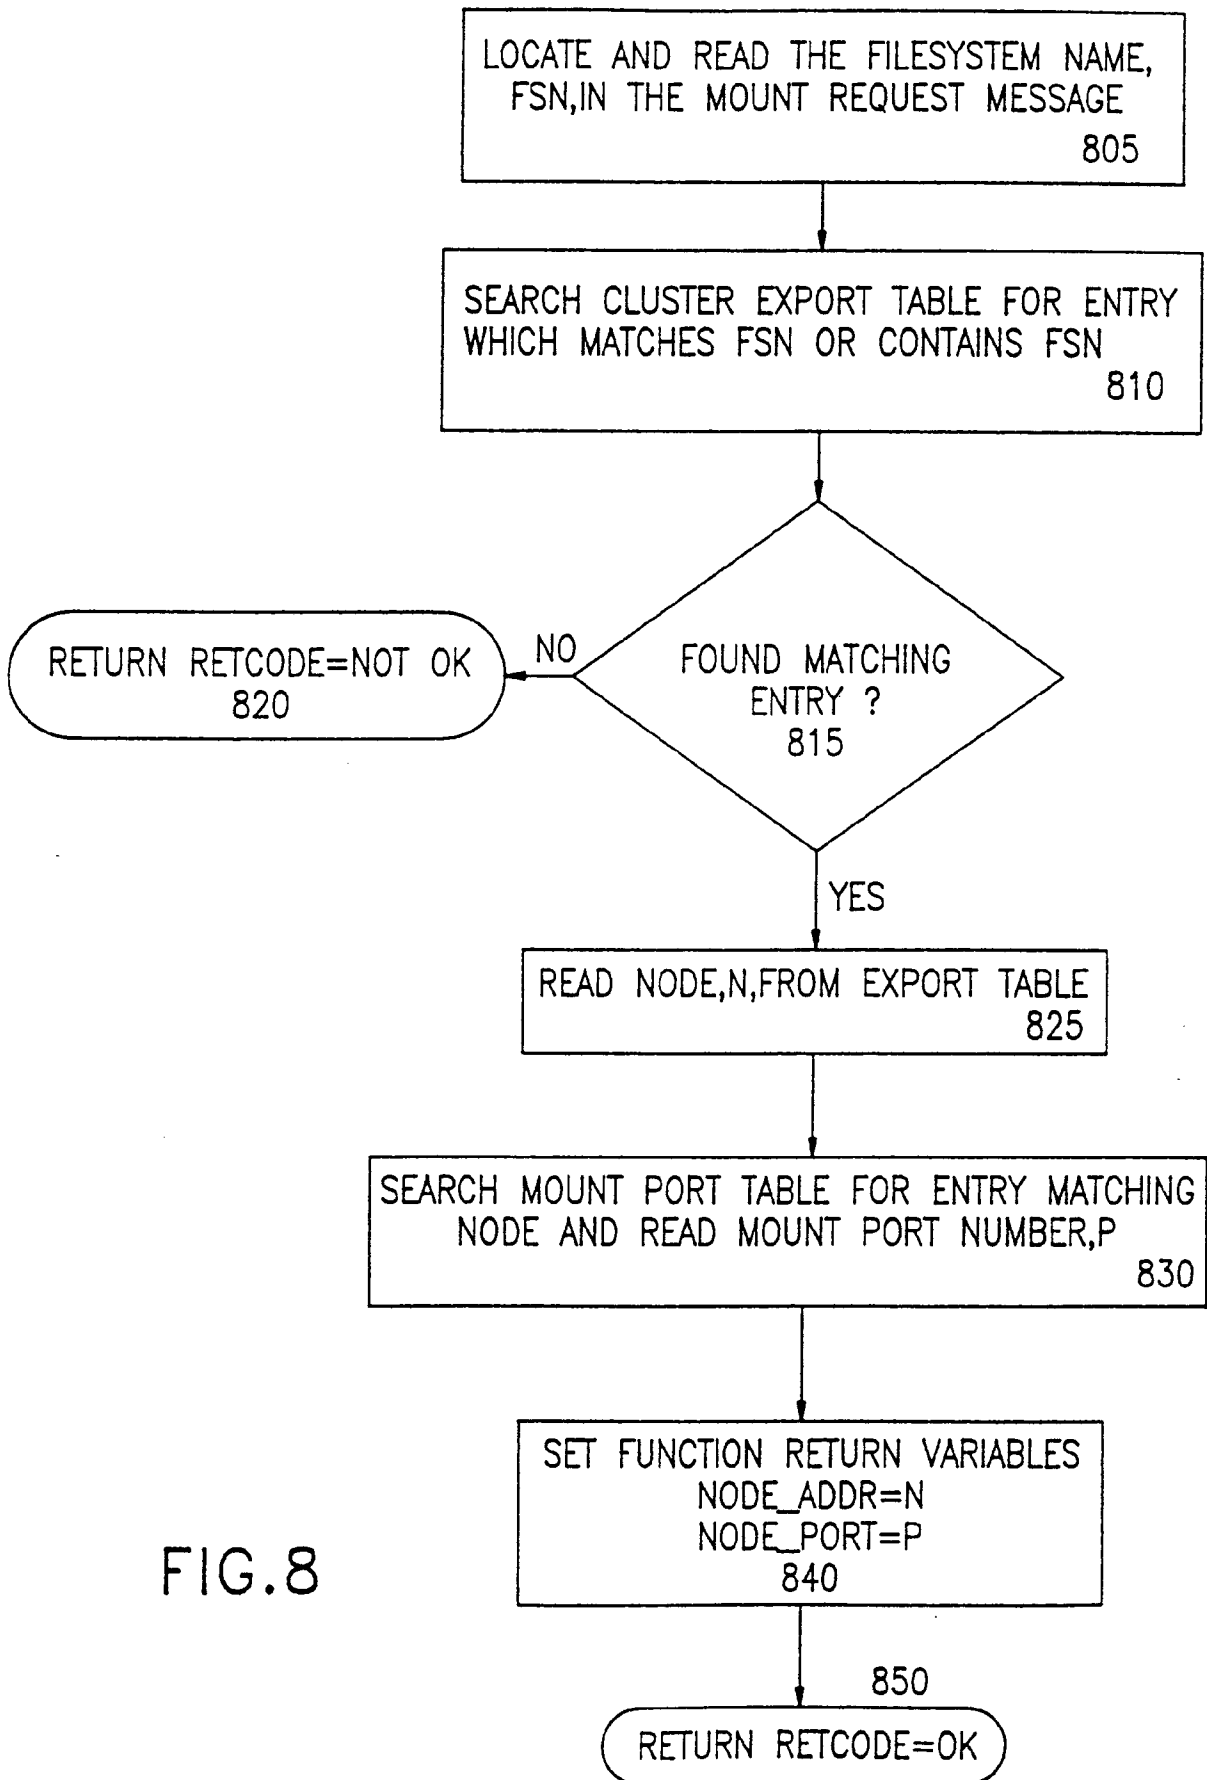 LOCATE AND READ THE FILESYSTEM NAME,
FSN,IN THE MOUNT REQUEST MESSAGE
805
SEARCH CLUSTER EXPORT TABLE FOR ENTRY
WHICH MATCHES FSN OR CONTAINS FSN
810
FOUND MATCHING
ENTRY ?
815
NO
RETURN RETCODE=NOT OK
820
YES
READ NODE,N,FROM EXPORT TABLE
825
SEARCH MOUNT PORT TABLE FOR ENTRY MATCHING
NODE AND READ MOUNT PORT NUMBER,P
830
SET FUNCTION RETURN VARIABLES
NODE_ADDR=N
NODE_PORT=P
840
850
RETURN RETCODE=OK
FIG.8